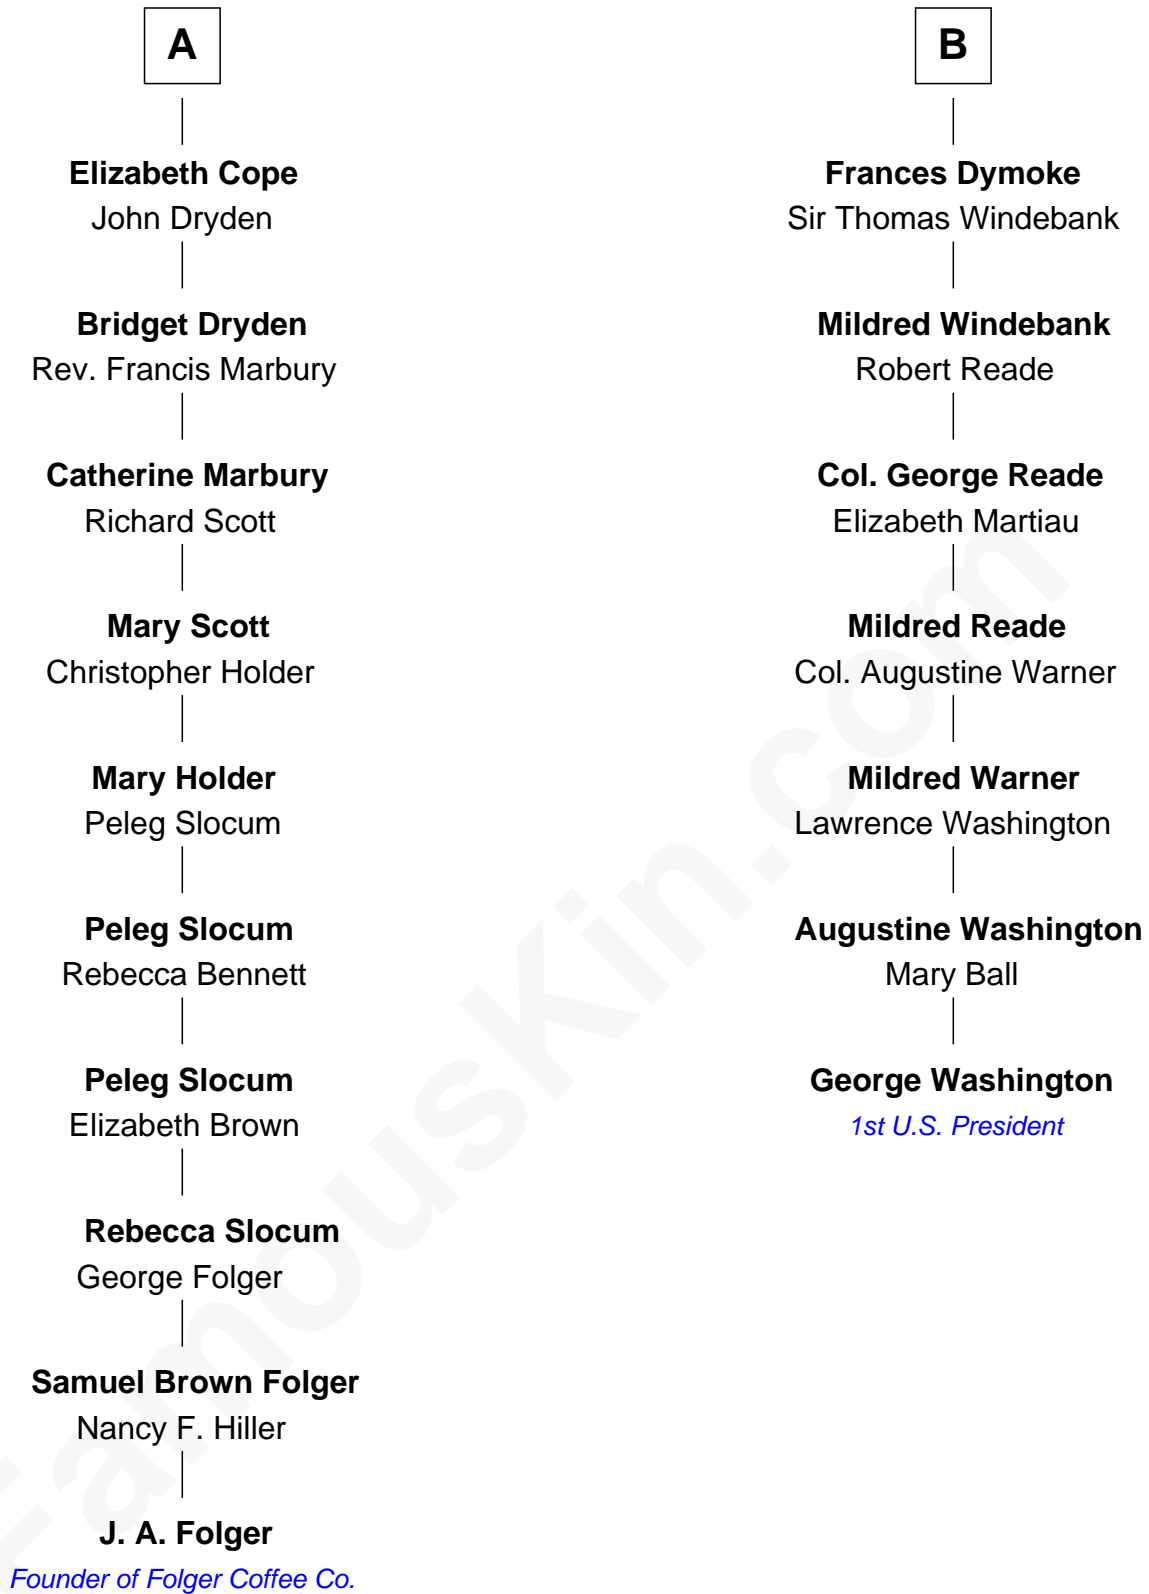 A
Elizabeth Cope
John Dryden
Bridget Dryden
Rev. Francis Marbury
Catherine Marbury
Richard Scott
Mary Scott
Christopher Holder
Mary Holder
Peleg Slocum
Peleg Slocum
Rebecca Bennett
Peleg Slocum
Elizabeth Brown
Rebecca Slocum
George Folger
Samuel Brown Folger
Nancy F. Hiller
J. A. Folger
Founder of Folger Coffee Co.
B
Frances Dymoke
Sir Thomas Windebank
Mildred Windebank
Robert Reade
Col. George Reade
Elizabeth Martiau
Mildred Reade
Col. Augustine Warner
Mildred Warner
Lawrence Washington
Augustine Washington
Mary Ball
George Washington
1st U.S. President
FamousKin.com